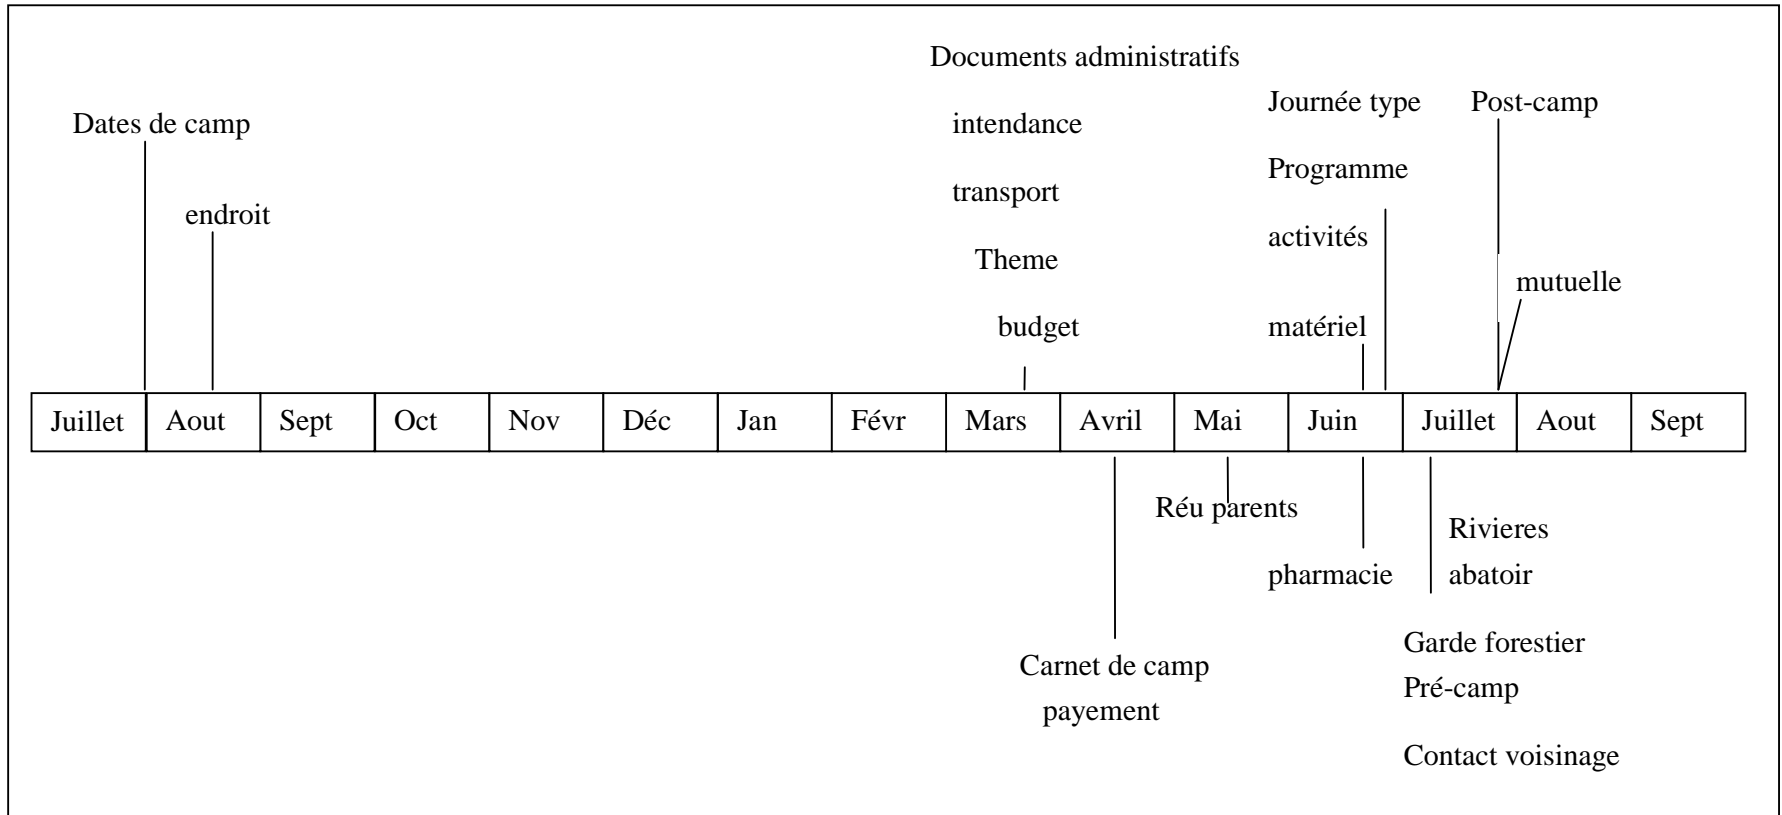 Documents administratifs
Journée type
Post-camp
Dates de camp
intendance
Programme
transport
endroit
activités
Theme
mutuelle
budget
matériel
Juillet Aout Sept Oct Nov Déc Jan Févr Mars Avril Mai Juin Juillet Aout Sept
Réu parents
Rivieres
pharmacie
abatoir
Garde forestier
Carnet de camp
Pré-camp
payement
Contact voisinage